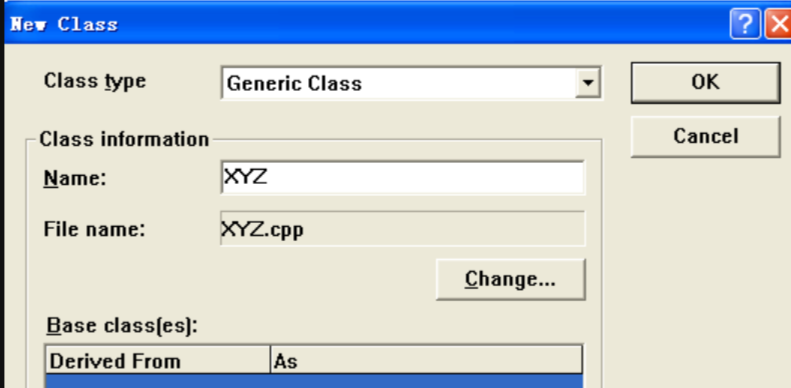 New Class
Class type
Generic Class
OK
Class information
Cancel
Name:
XYZ
File name:
XYZ.cpp
Change...
Base class(es):
Derived From
As